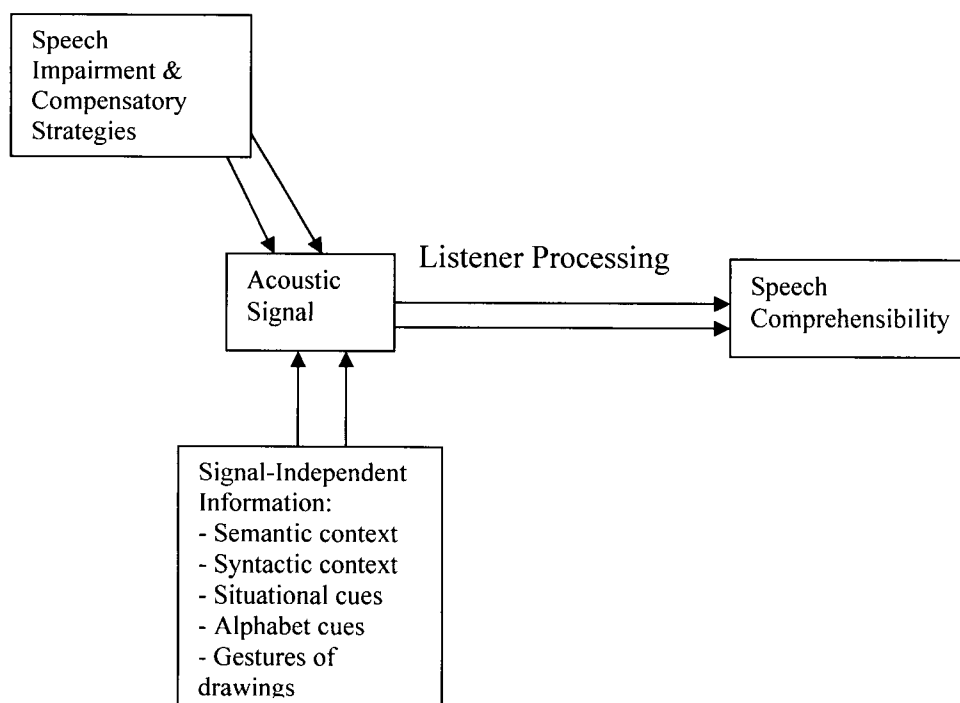 Speech
Impairment &
Compensatory
Strategies
Listener Processing
Acoustic
Signal
Speech
Comprehensibility
Signal-Independent
Information:
- Semantic context
- Syntactic context
- Situational cues
- Alphabet cues
- Gestures of
drawings